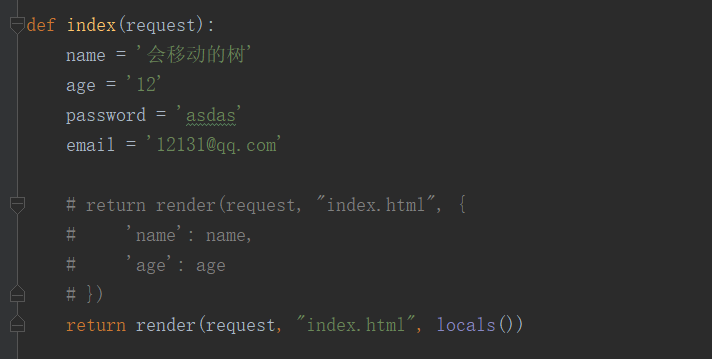 def index(request):
    name = '会移动的树'
    age = '12'
    password = 'asdas'
    email = '12131@qq.com'
    # return render(request, "index.html", {
    #     'name': name,
    #     'age': age
    # })
    return render(request, "index.html", locals())